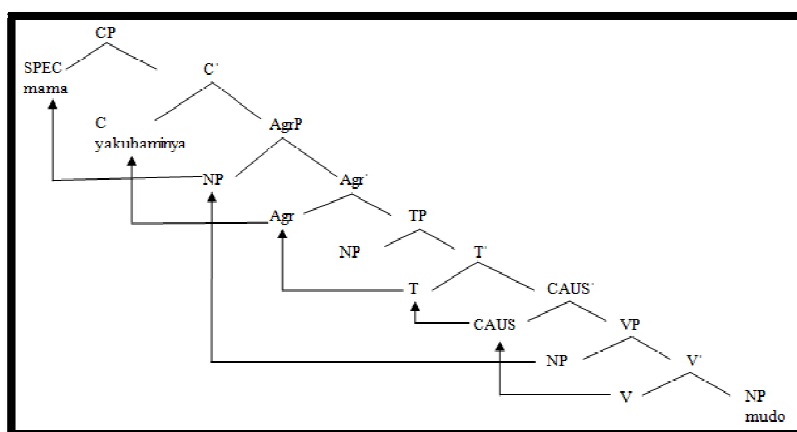 CP
SPEC
mama
C'
C
yakuhaminya
AgrP
NP
Agr'
Agr
TP
NP
T'
T
CAUS'
CAUS
VP
NP
V'
V
NP
mudo